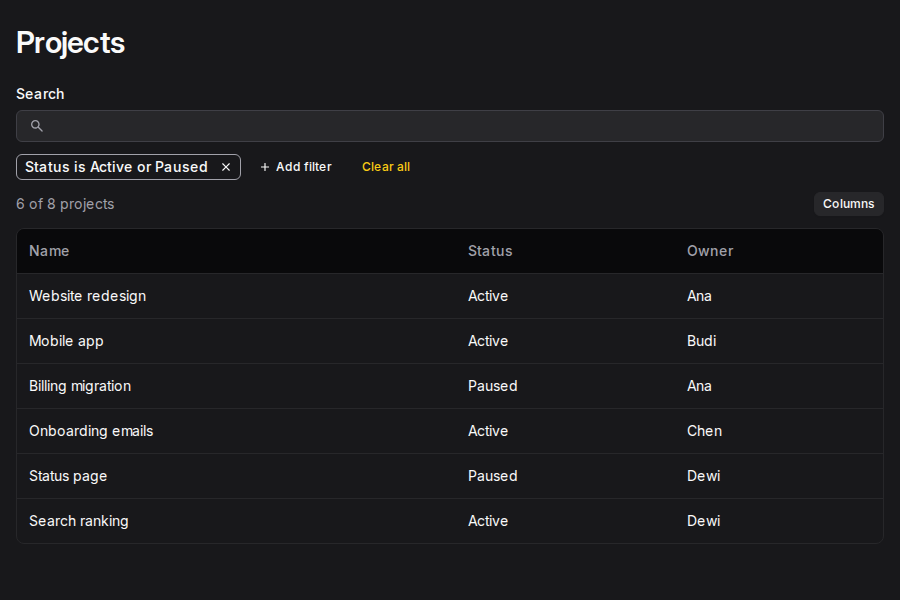 Projects
Search
Status is Active or Paused
Add filter
Clear all
6 of 8 projects
Columns
Name Status Owner
Website redesign Active Ana
Mobile app Active Budi
Billing migration Paused Ana
Onboarding emails Active Chen
Status page Paused Dewi
Search ranking Active Dewi